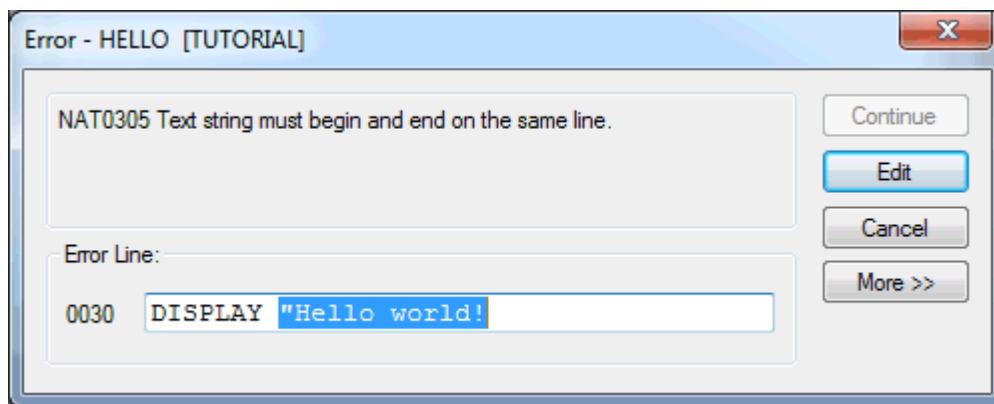 Error - HELLO [TUTORIAL]
NAT0305 Text string must begin and end on the same line.
Continue
Edit
Cancel
More >>
Error Line:
0030 DISPLAY "Hello world!